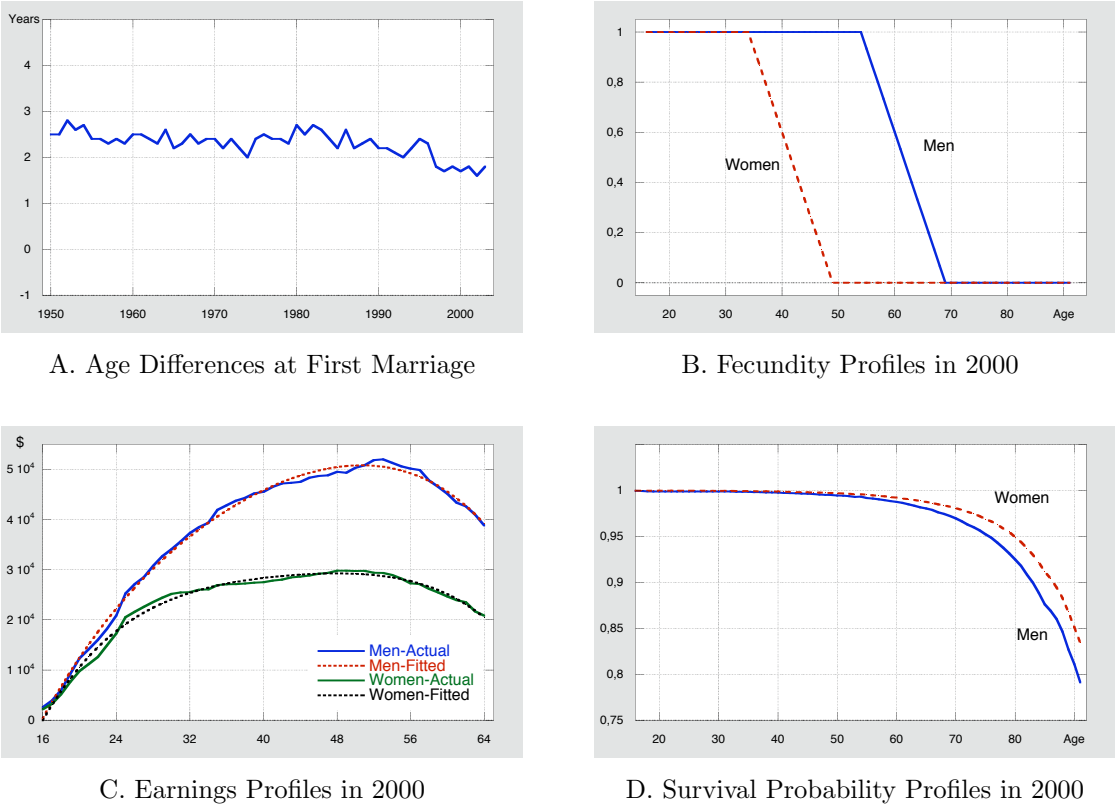 Years
4
3
2
1
0
-1
1950 1960 1970 1980 1990 2000
A. Age Differences at First Marriage
1
0,8
0,6
0,4
0,2
0
Women
Men
20 30 40 50 60 70 80 Age
B. Fecundity Profiles in 2000
$
5 10⁴
4 10⁴
3 10⁴
2 10⁴
1 10⁴
0
Men-Actual
Men-Fitted
Women-Actual
Women-Fitted
16 24 32 40 48 56 64
C. Earnings Profiles in 2000
1
0,95
0,9
0,85
0,8
0,75
Women
Men
20 30 40 50 60 70 80 Age
D. Survival Probability Profiles in 2000